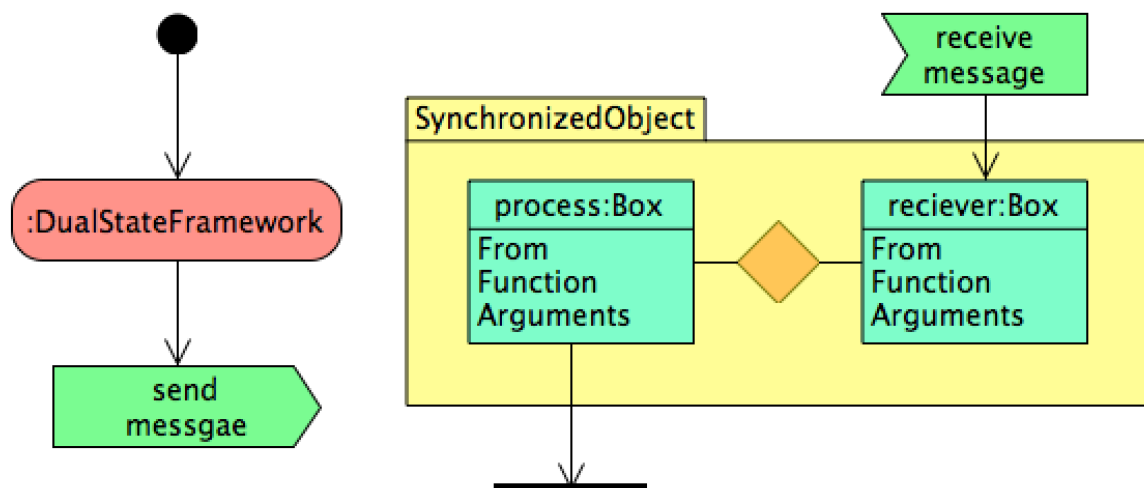 :DualStateFramework
send
messgae
receive
message
SynchronizedObject
process:Box
From
Function
Arguments
reciever:Box
From
Function
Arguments